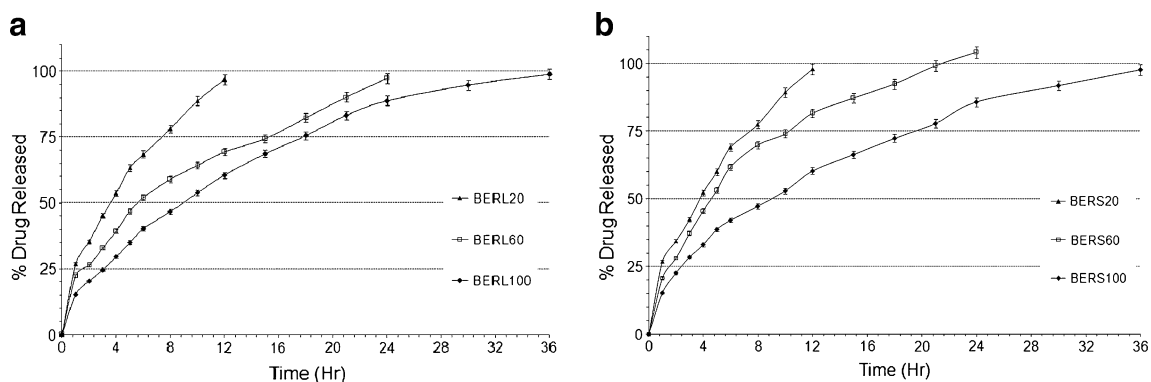 a
100
75
50
25
0
% Drug Released
BERL20
BERL60
BERL100
0 4 8 12 16 20 24 28 32 36
Time (Hr)
b
100
75
50
25
0
% Drug Released
BERS20
BERS60
BERS100
0 4 8 12 16 20 24 28 32 36
Time (Hr)